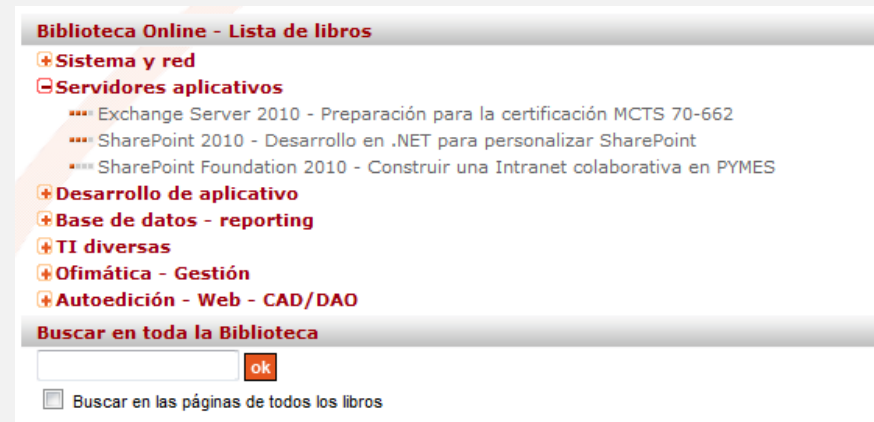 Biblioteca Online - Lista de libros
Sistema y red
Servidores aplicativos
Exchange Server 2010 - Preparación para la certificación MCTS 70-662
SharePoint 2010 - Desarrollo en .NET para personalizar SharePoint
SharePoint Foundation 2010 - Construir una Intranet colaborativa en PYMES
Desarrollo de aplicativo
Base de datos - reporting
TI diversas
Ofimática - Gestión
Autoedición - Web - CAD/DAO
Buscar en toda la Biblioteca
ok
Buscar en las páginas de todos los libros